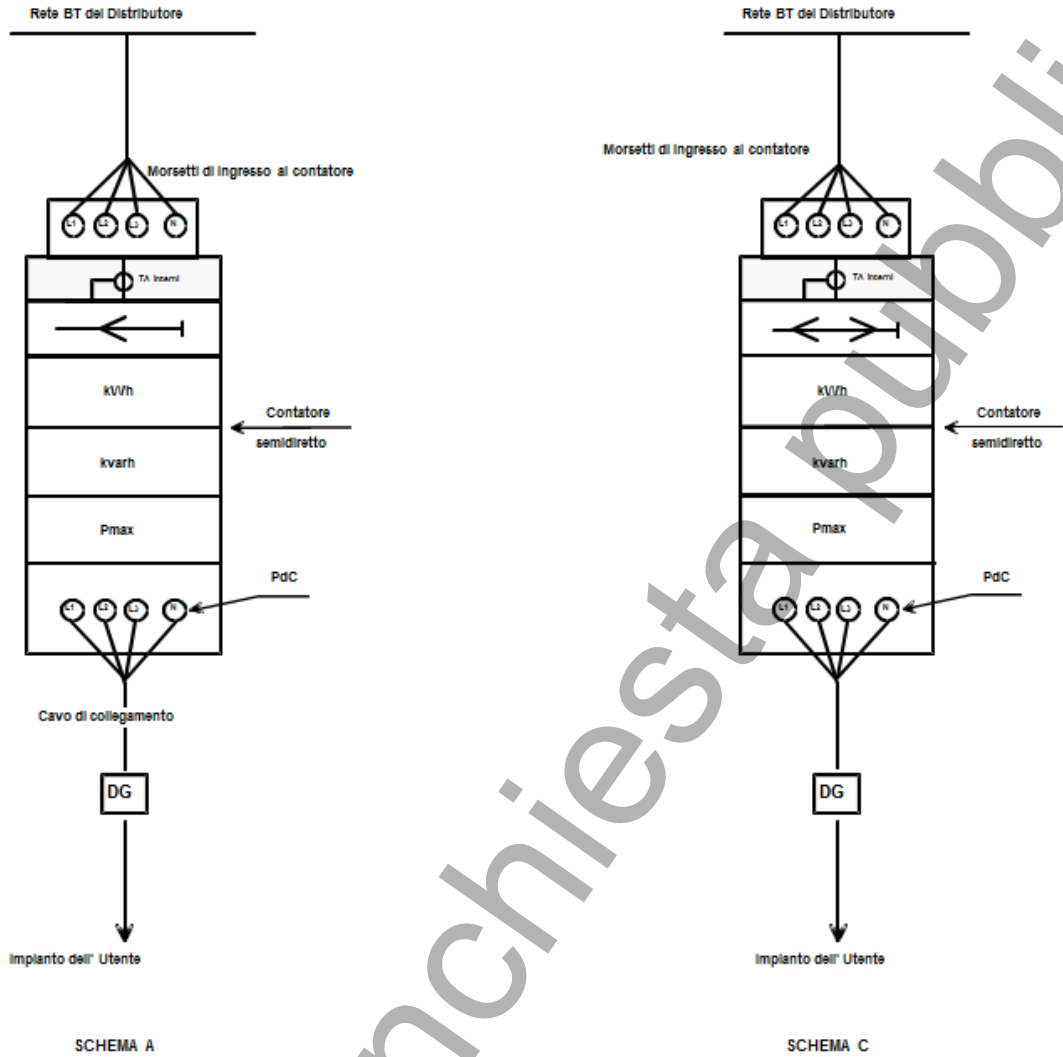 Rete BT del Distributore
Morsetti di ingresso al contatore
L1 L2 L3 N
TA Interni
kWh
Contatore
semidiretto
kvarh
Pmax
PdC
L1 L2 L3 N
Cavo di collegamento
DG
Impianto dell' Utente
SCHEMA A
Rete BT del Distributore
Morsetti di ingresso al contatore
L1 L2 L3 N
TA Interni
kWh
Contatore
semidiretto
kvarh
Pmax
PdC
L1 L2 L3 N
DG
Impianto dell' Utente
SCHEMA C
nchiesta pubbli